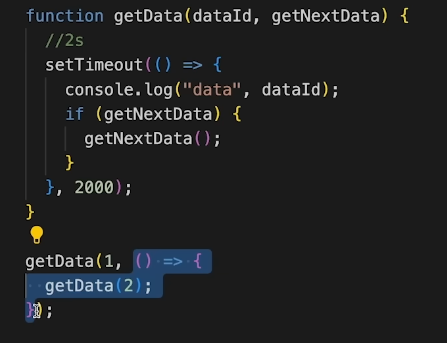 function getData(dataId, getNextData) {
  //2s
  setTimeout(() => {
    console.log("data", dataId);
    if (getNextData) {
      getNextData();
    }
  }, 2000);
}

getData(1, () => {
  getData(2);
});